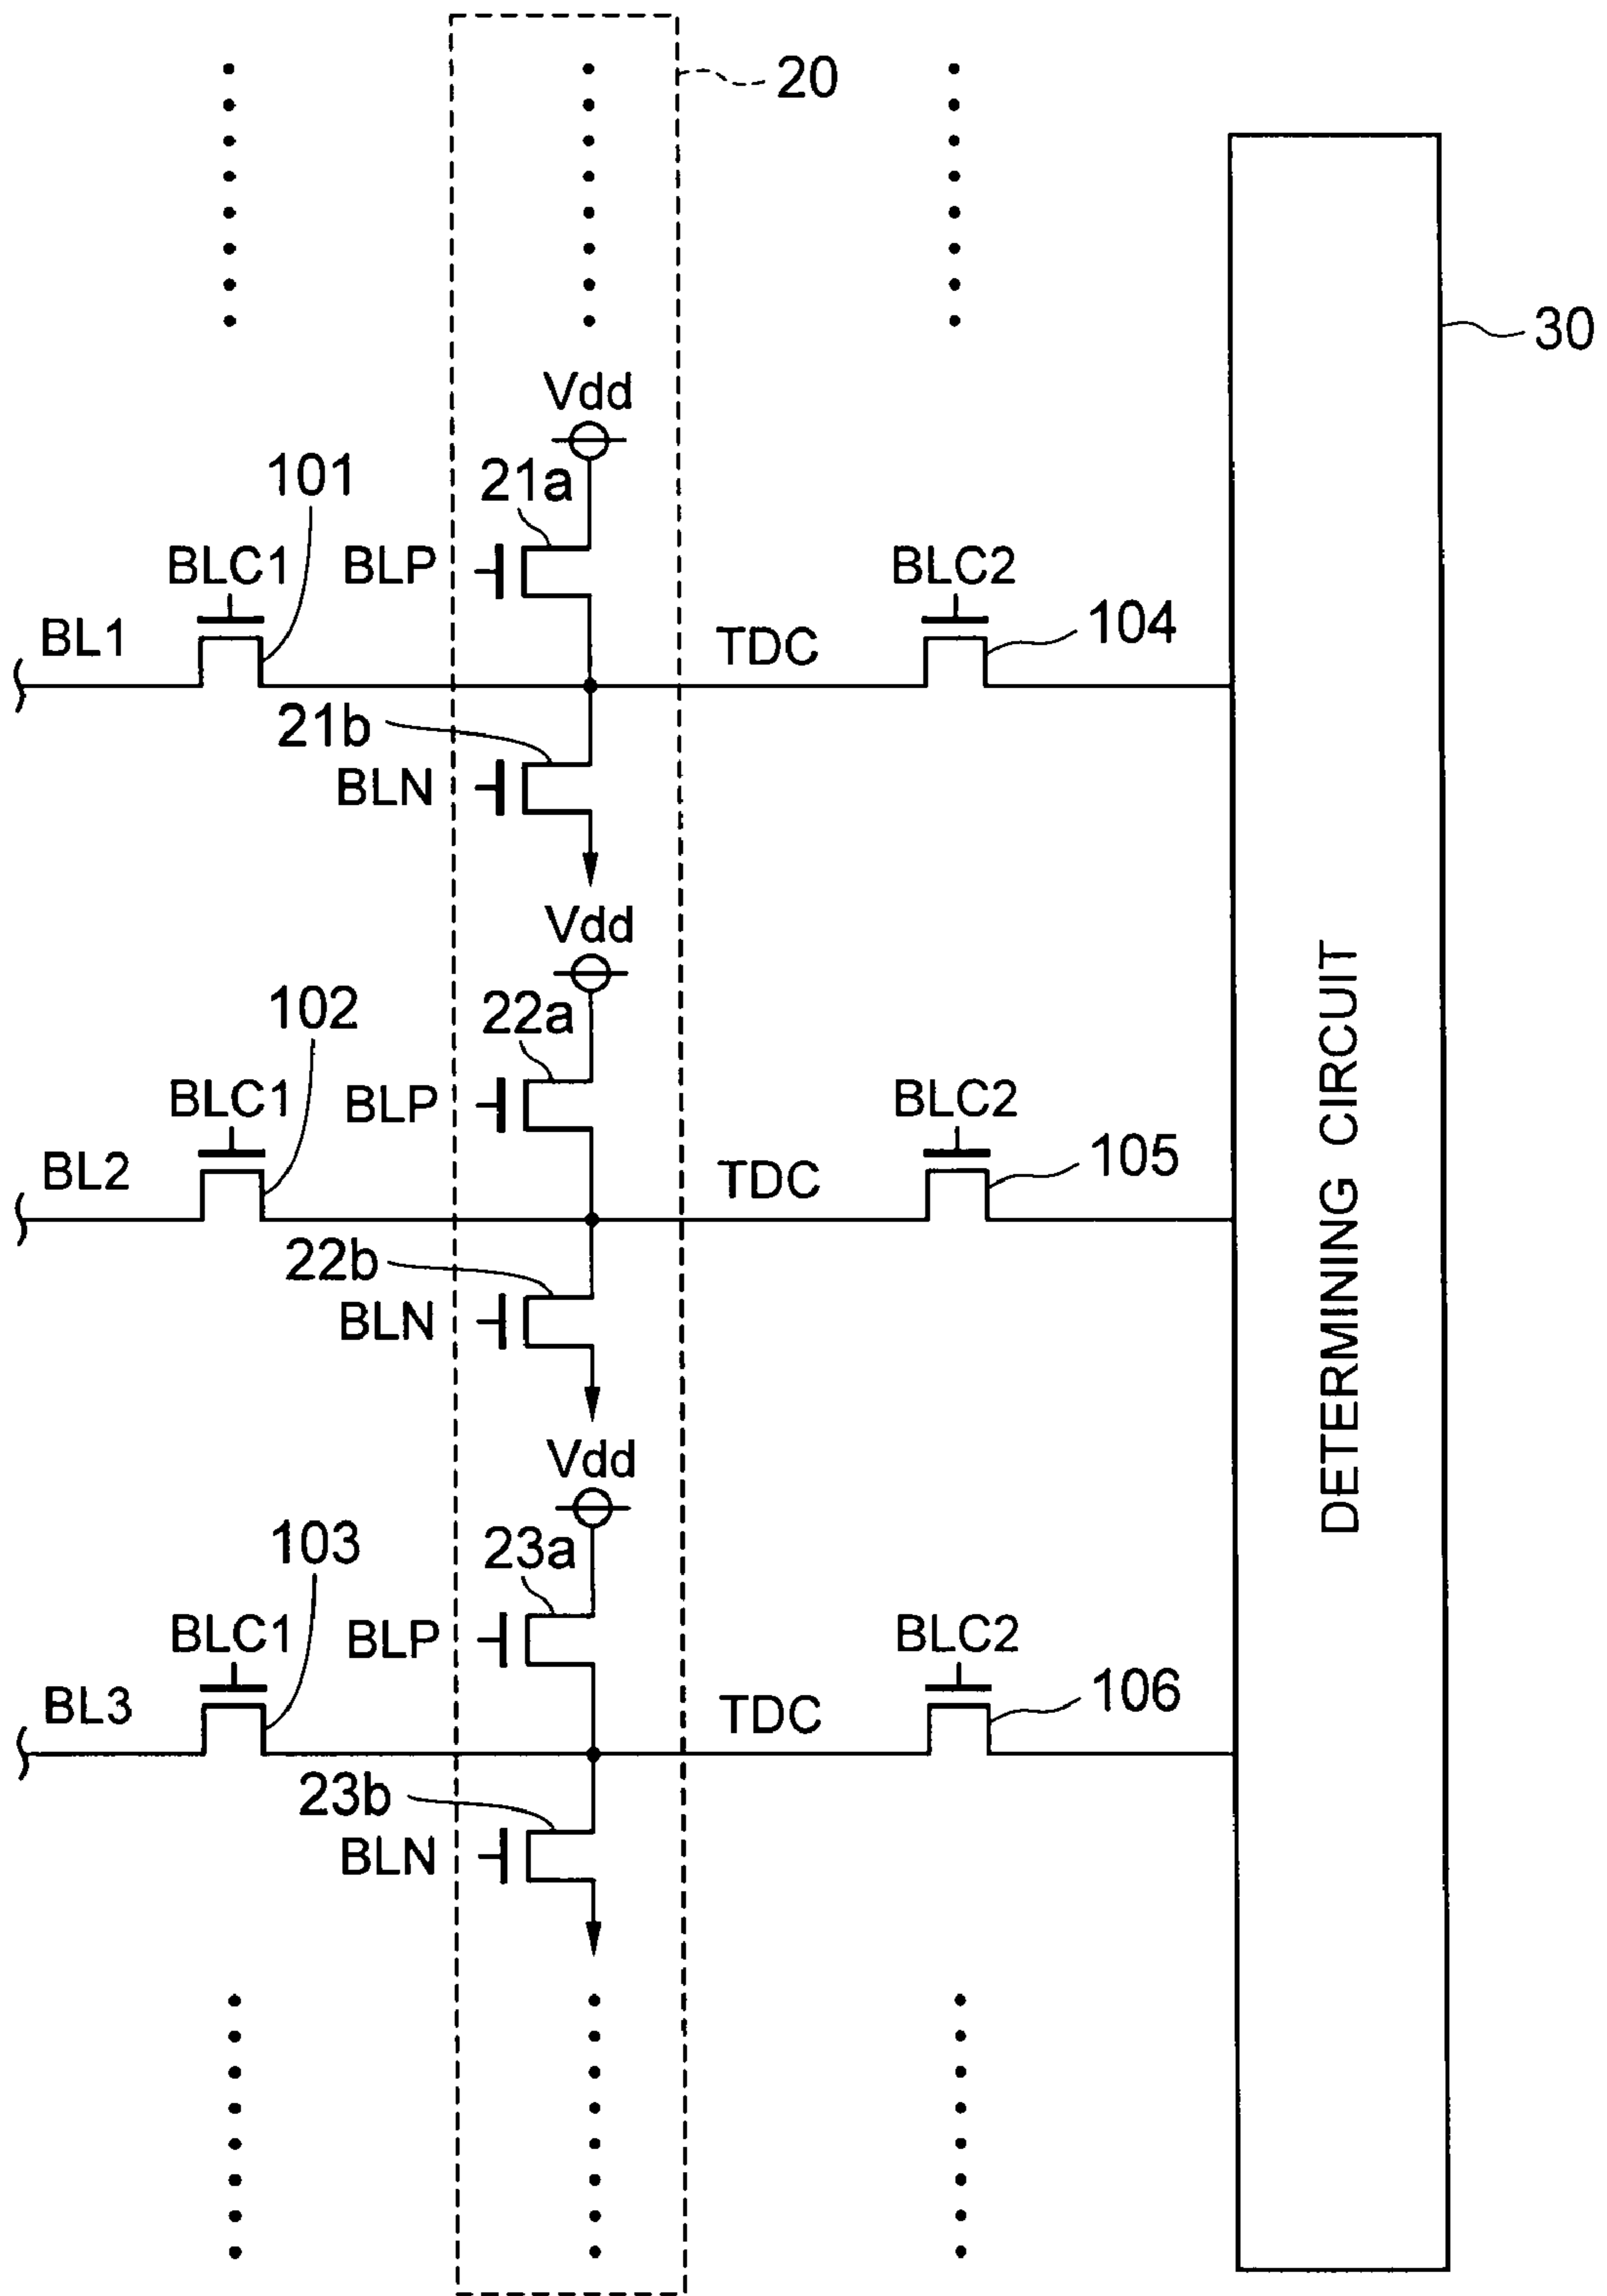 20
30
Vdd
101
21a
BLC1
BLP
BLC2
BL1
TDC
104
21b
BLN
Vdd
102
22a
BLC1
BLP
BLC2
BL2
TDC
105
22b
BLN
Vdd
103
23a
BLC1
BLP
BLC2
BL3
TDC
106
23b
BLN
DETERMINING CIRCUIT